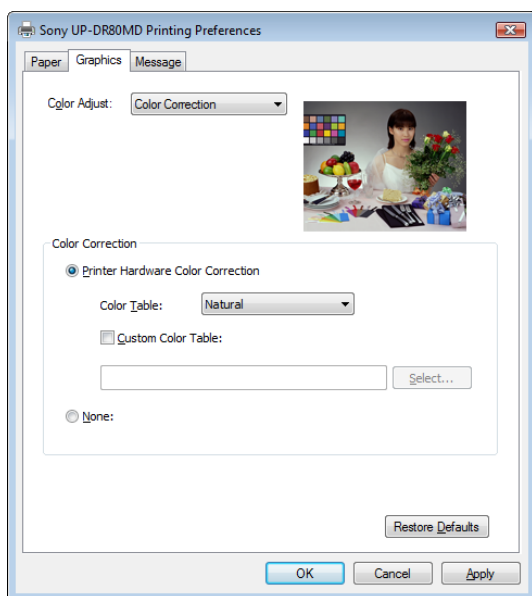 Sony UP-DR80MD Printing Preferences
Paper Graphics Message
Color Adjust: Color Correction
Color Correction
Printer Hardware Color Correction
Color Table: Natural
Custom Color Table:
Select...
None:
Restore Defaults
OK Cancel Apply